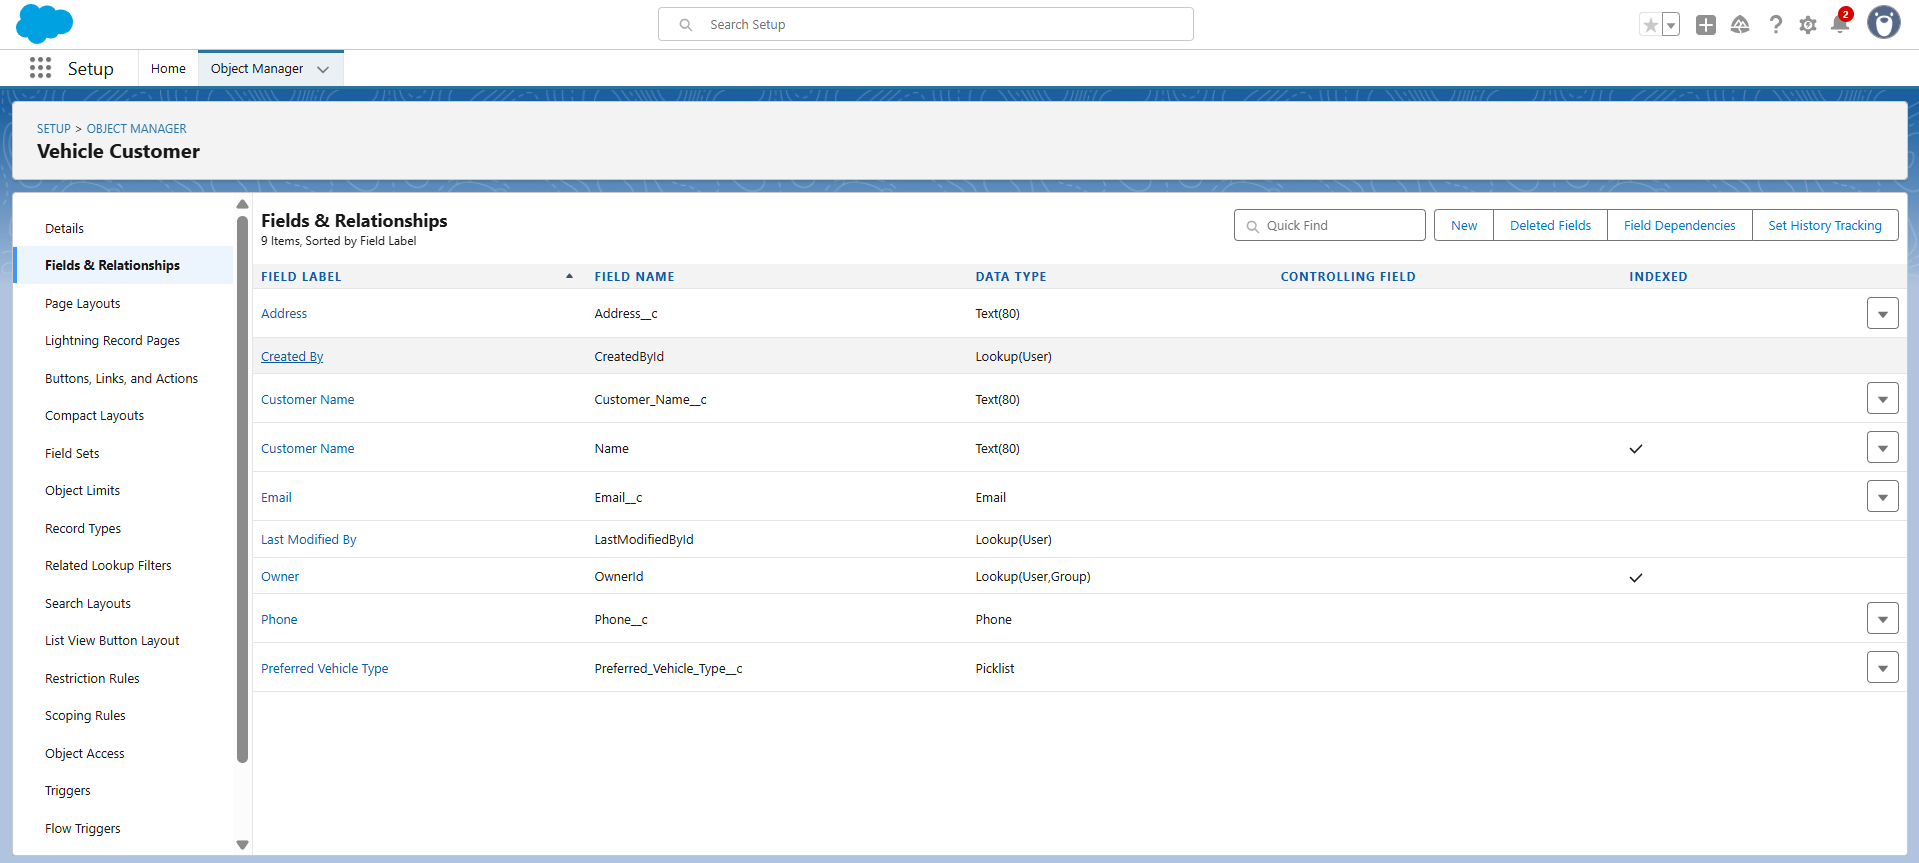 Search Setup
2
Setup
Home
Object Manager
SETUP > OBJECT MANAGER
Vehicle Customer
Details
Fields & Relationships
Page Layouts
Lightning Record Pages
Buttons, Links, and Actions
Compact Layouts
Field Sets
Object Limits
Record Types
Related Lookup Filters
Search Layouts
List View Button Layout
Restriction Rules
Scoping Rules
Object Access
Triggers
Flow Triggers
Fields & Relationships
9 Items, Sorted by Field Label
Quick Find
New Deleted Fields Field Dependencies Set History Tracking
FIELD LABEL FIELD NAME DATA TYPE CONTROLLING FIELD INDEXED
Address Address__c Text(80)
Created By CreatedById Lookup(User)
Customer Name Customer_Name__c Text(80)
Customer Name Name Text(80)
Email Email__c Email
Last Modified By LastModifiedById Lookup(User)
Owner OwnerId Lookup(User,Group)
Phone Phone__c Phone
Preferred Vehicle Type Preferred_Vehicle_Type__c Picklist